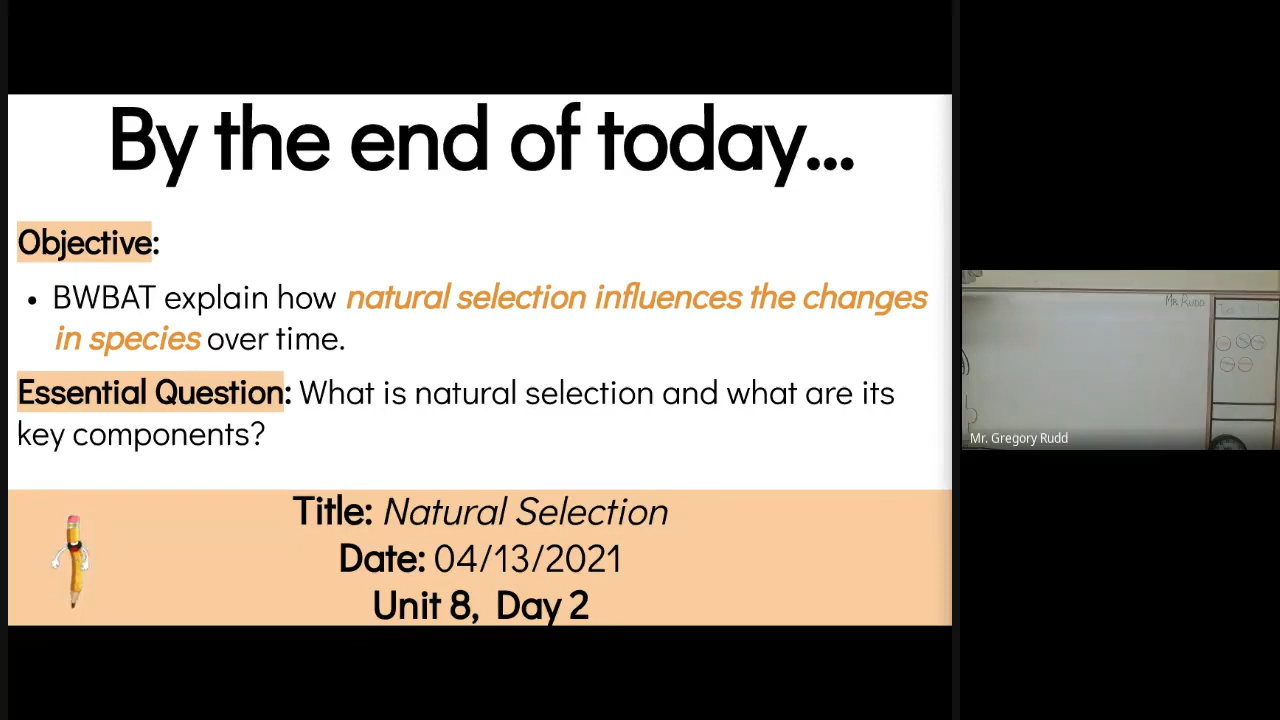 By the end of today...
Objective:
• BWBAT explain how natural selection influences the changes
in species over time.
Essential Question: What is natural selection and what are its
key components?
Title: Natural Selection
Date: 04/13/2021
Unit 8, Day 2
Mr. Rudd
Mr. Gregory Rudd